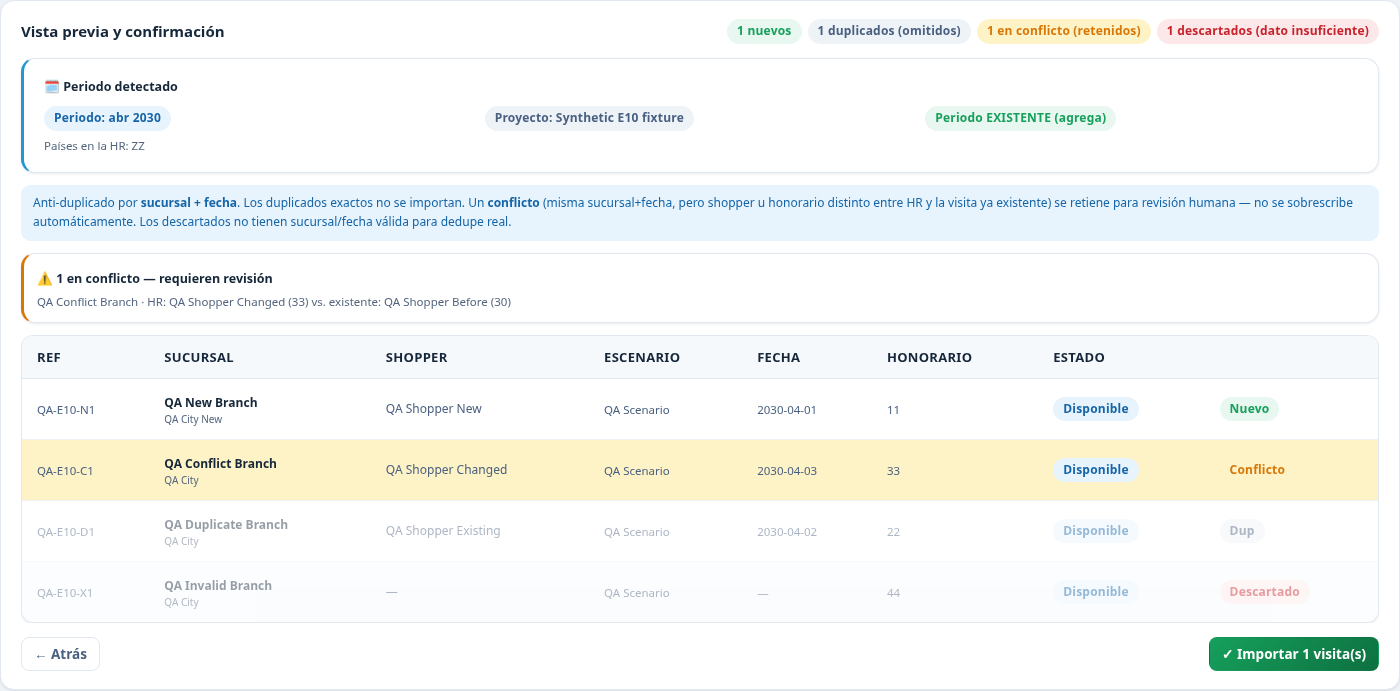 Vista previa y confirmación
1 nuevos
1 duplicados (omitidos)
1 en conflicto (retenidos)
1 descartados (dato insuficiente)
🗓️ Periodo detectado
Periodo: abr 2030
Proyecto: Synthetic E10 fixture
Periodo EXISTENTE (agrega)
Países en la HR: ZZ
Anti-duplicado por sucursal + fecha. Los duplicados exactos no se importan. Un conflicto (misma sucursal+fecha, pero shopper u honorario distinto entre HR y la visita ya existente) se retiene para revisión humana — no se sobrescribe
automáticamente. Los descartados no tienen sucursal/fecha válida para dedupe real.
⚠️ 1 en conflicto — requieren revisión
QA Conflict Branch · HR: QA Shopper Changed (33) vs. existente: QA Shopper Before (30)
REF SUCURSAL SHOPPER ESCENARIO FECHA HONORARIO ESTADO
QA-E10-N1 QA New Branch QA Shopper New QA Scenario 2030-04-01 11 Disponible Nuevo
QA City New
QA-E10-C1 QA Conflict Branch QA Shopper Changed QA Scenario 2030-04-03 33 Disponible Conflicto
QA City
QA-E10-D1 QA Duplicate Branch QA Shopper Existing QA Scenario 2030-04-02 22 Disponible Dup
QA City
QA-E10-X1 QA Invalid Branch — QA Scenario — 44 Disponible Descartado
QA City
← Atrás
✓ Importar 1 visita(s)